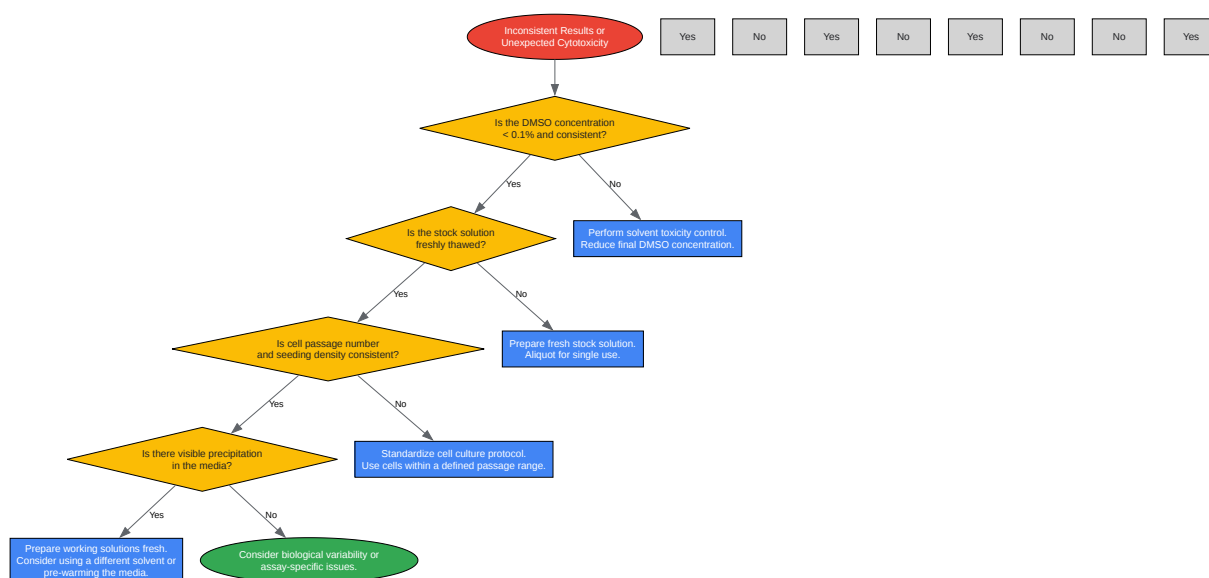 Inconsistent Results or
Unexpected Cytotoxicity
Yes
No
Yes
No
Yes
No
No
Yes
Is the DMSO concentration
< 0.1% and consistent?
Yes
No
Is the stock solution
freshly thawed?
Perform solvent toxicity control.
Reduce final DMSO concentration.
Yes
No
Is cell passage number
and seeding density consistent?
Prepare fresh stock solution.
Aliquot for single use.
Yes
No
Is there visible precipitation
in the media?
Standardize cell culture protocol.
Use cells within a defined passage range.
Yes
No
Prepare working solutions fresh.
Consider using a different solvent or
pre-warming the media.
Consider biological variability or
assay-specific issues.